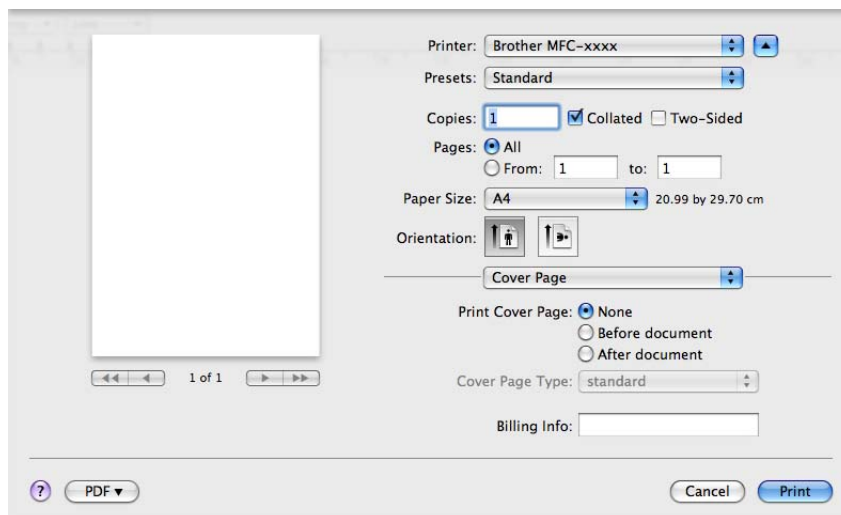 Printer: Brother MFC-xxxx
Presets: Standard
Copies: 1 Collated Two-Sided
Pages: All
From: 1 to: 1
Paper Size: A4 20.99 by 29.70 cm
Orientation:
Cover Page
Print Cover Page: None
Before document
After document
1 of 1
Cover Page Type: standard
Billing Info:
? PDF Cancel Print